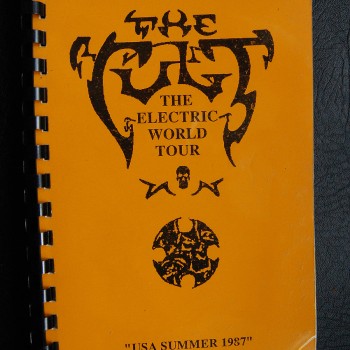 THE
CULT
THE
ELECTRIC
WORLD
TOUR
"USA SUMMER 1987"